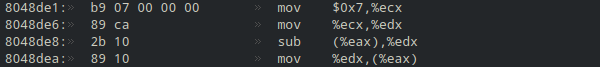 8048de1:» b9 07 00 00 00 » mov $0x7,%ecx
8048de6:» 89 ca » mov %ecx,%edx
8048de8:» 2b 10 » sub (%eax),%edx
8048dea:» 89 10 » mov %edx,(%eax)